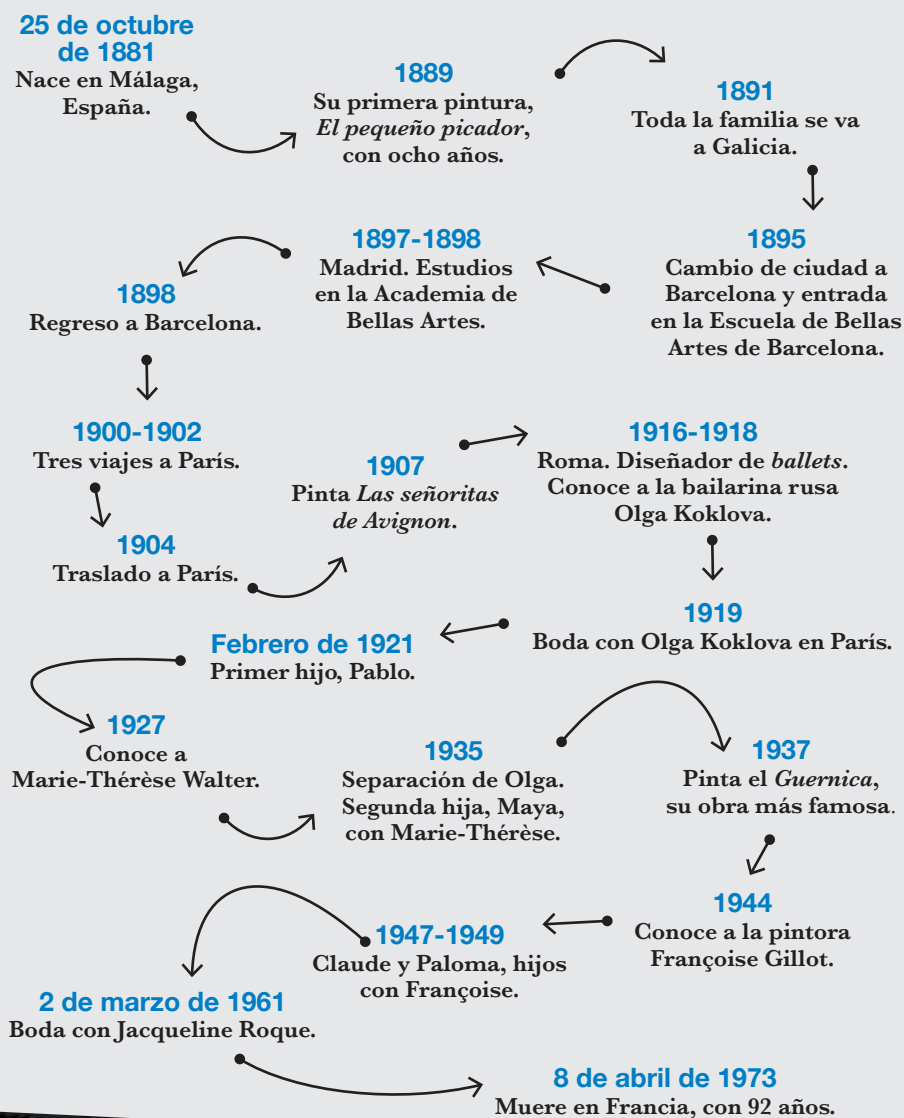 25 de octubre
de 1881
Nace en Málaga,
España.
1889
Su primera pintura,
El pequeño picador,
con ocho años.
1891
Toda la familia se va
a Galicia.
1895
Cambio de ciudad a
Barcelona y entrada
en la Escuela de Bellas
Artes de Barcelona.
1897-1898
Madrid. Estudios
en la Academia de
Bellas Artes.
1898
Regreso a Barcelona.
1900-1902
Tres viajes a París.
1904
Traslado a París.
1907
Pinta Las señoritas
de Avignon.
1916-1918
Roma. Diseñador de ballets.
Conoce a la bailarina rusa
Olga Koklova.
1919
Boda con Olga Koklova en París.
Febrero de 1921
Primer hijo, Pablo.
1927
Conoce a
Marie-Thérèse Walter.
1935
Separación de Olga.
Segunda hija, Maya,
con Marie-Thérèse.
1937
Pinta el Guernica,
su obra más famosa.
1944
Conoce a la pintora
Françoise Gillot.
1947-1949
Claude y Paloma, hijos
con Françoise.
2 de marzo de 1961
Boda con Jacqueline Roque.
8 de abril de 1973
Muere en Francia, con 92 años.